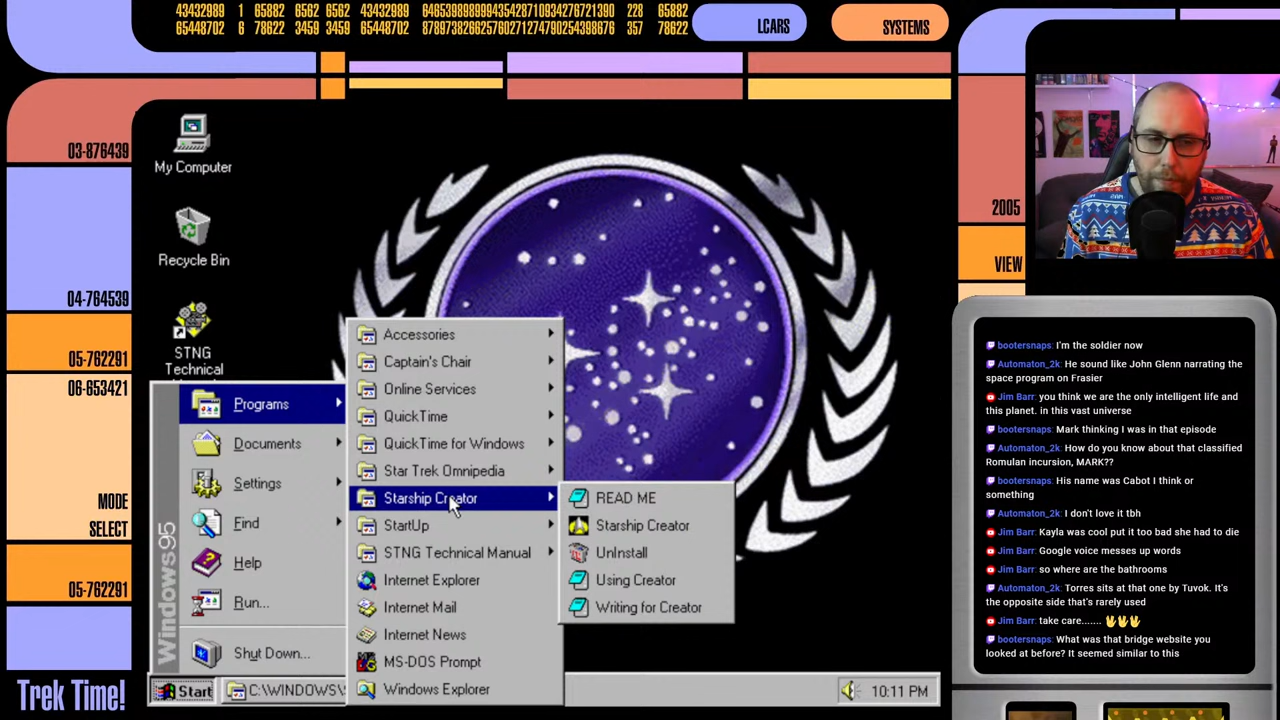 43432989 1 65882 6562 6562 43432989 64653989899943542871093427672139​0 228 65882
65448702 6 78622 3459 3459 65448702 87897382662576027127479025439867​6 357 78622
LCARS
SYSTEMS
03-876439
04-764539
05-762291
06-653421
MODE
SELECT
05-762291
Trek Time!
2005
VIEW
My Computer
Recycle Bin
STNG
Technical
Windows95
Programs
Documents
Settings
Find
Help
Run...
Shut Down...
Accessories
Captain's Chair
Online Services
QuickTime
QuickTime for Windows
Star Trek Omnipedia
Starship Creator
StartUp
STNG Technical Manual
Internet Explorer
Internet Mail
Internet News
MS-DOS Prompt
Windows Explorer
READ ME
Starship Creator
UnInstall
Using Creator
Writing for Creator
Start
C:\WINDOWS\
10:11 PM
bootersnaps: I'm the soldier now
Automaton_2k: He sound like John Glenn narrating the
space program on Frasier
Jim Barr: you think we are the only intelligent life and
this planet. in this vast universe
bootersnaps: Mark thinking I was in that episode
Automaton_2k: How do you know about that classified
Romulan incursion, MARK??
bootersnaps: His name was Cabot I think or
something
Automaton_2k: I don't love it tbh
Jim Barr: Kayla was cool put it too bad she had to die
Jim Barr: Google voice messes up words
Jim Barr: so where are the bathrooms
Automaton_2k: Torres sits at that one by Tuvok. It's
the opposite side that's rarely used
Jim Barr: take care....... 🖖🖖🖖
bootersnaps: What was that bridge website you
looked at before? It seemed similar to this